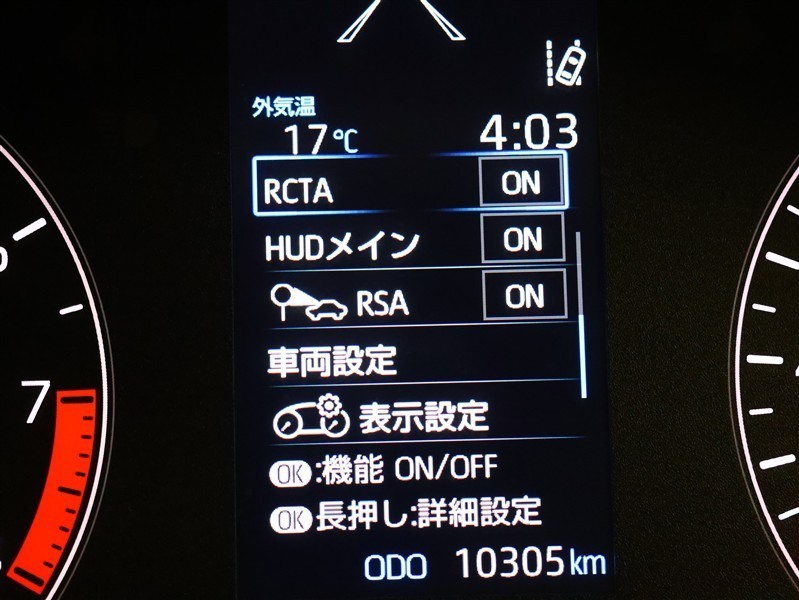 外気温
17°C 4:03
RCTA ON
HUDメイン ON
RSA ON
車両設定
表示設定
OK:機能 ON/OFF
OK長押し:詳細設定
ODO 10305km
7